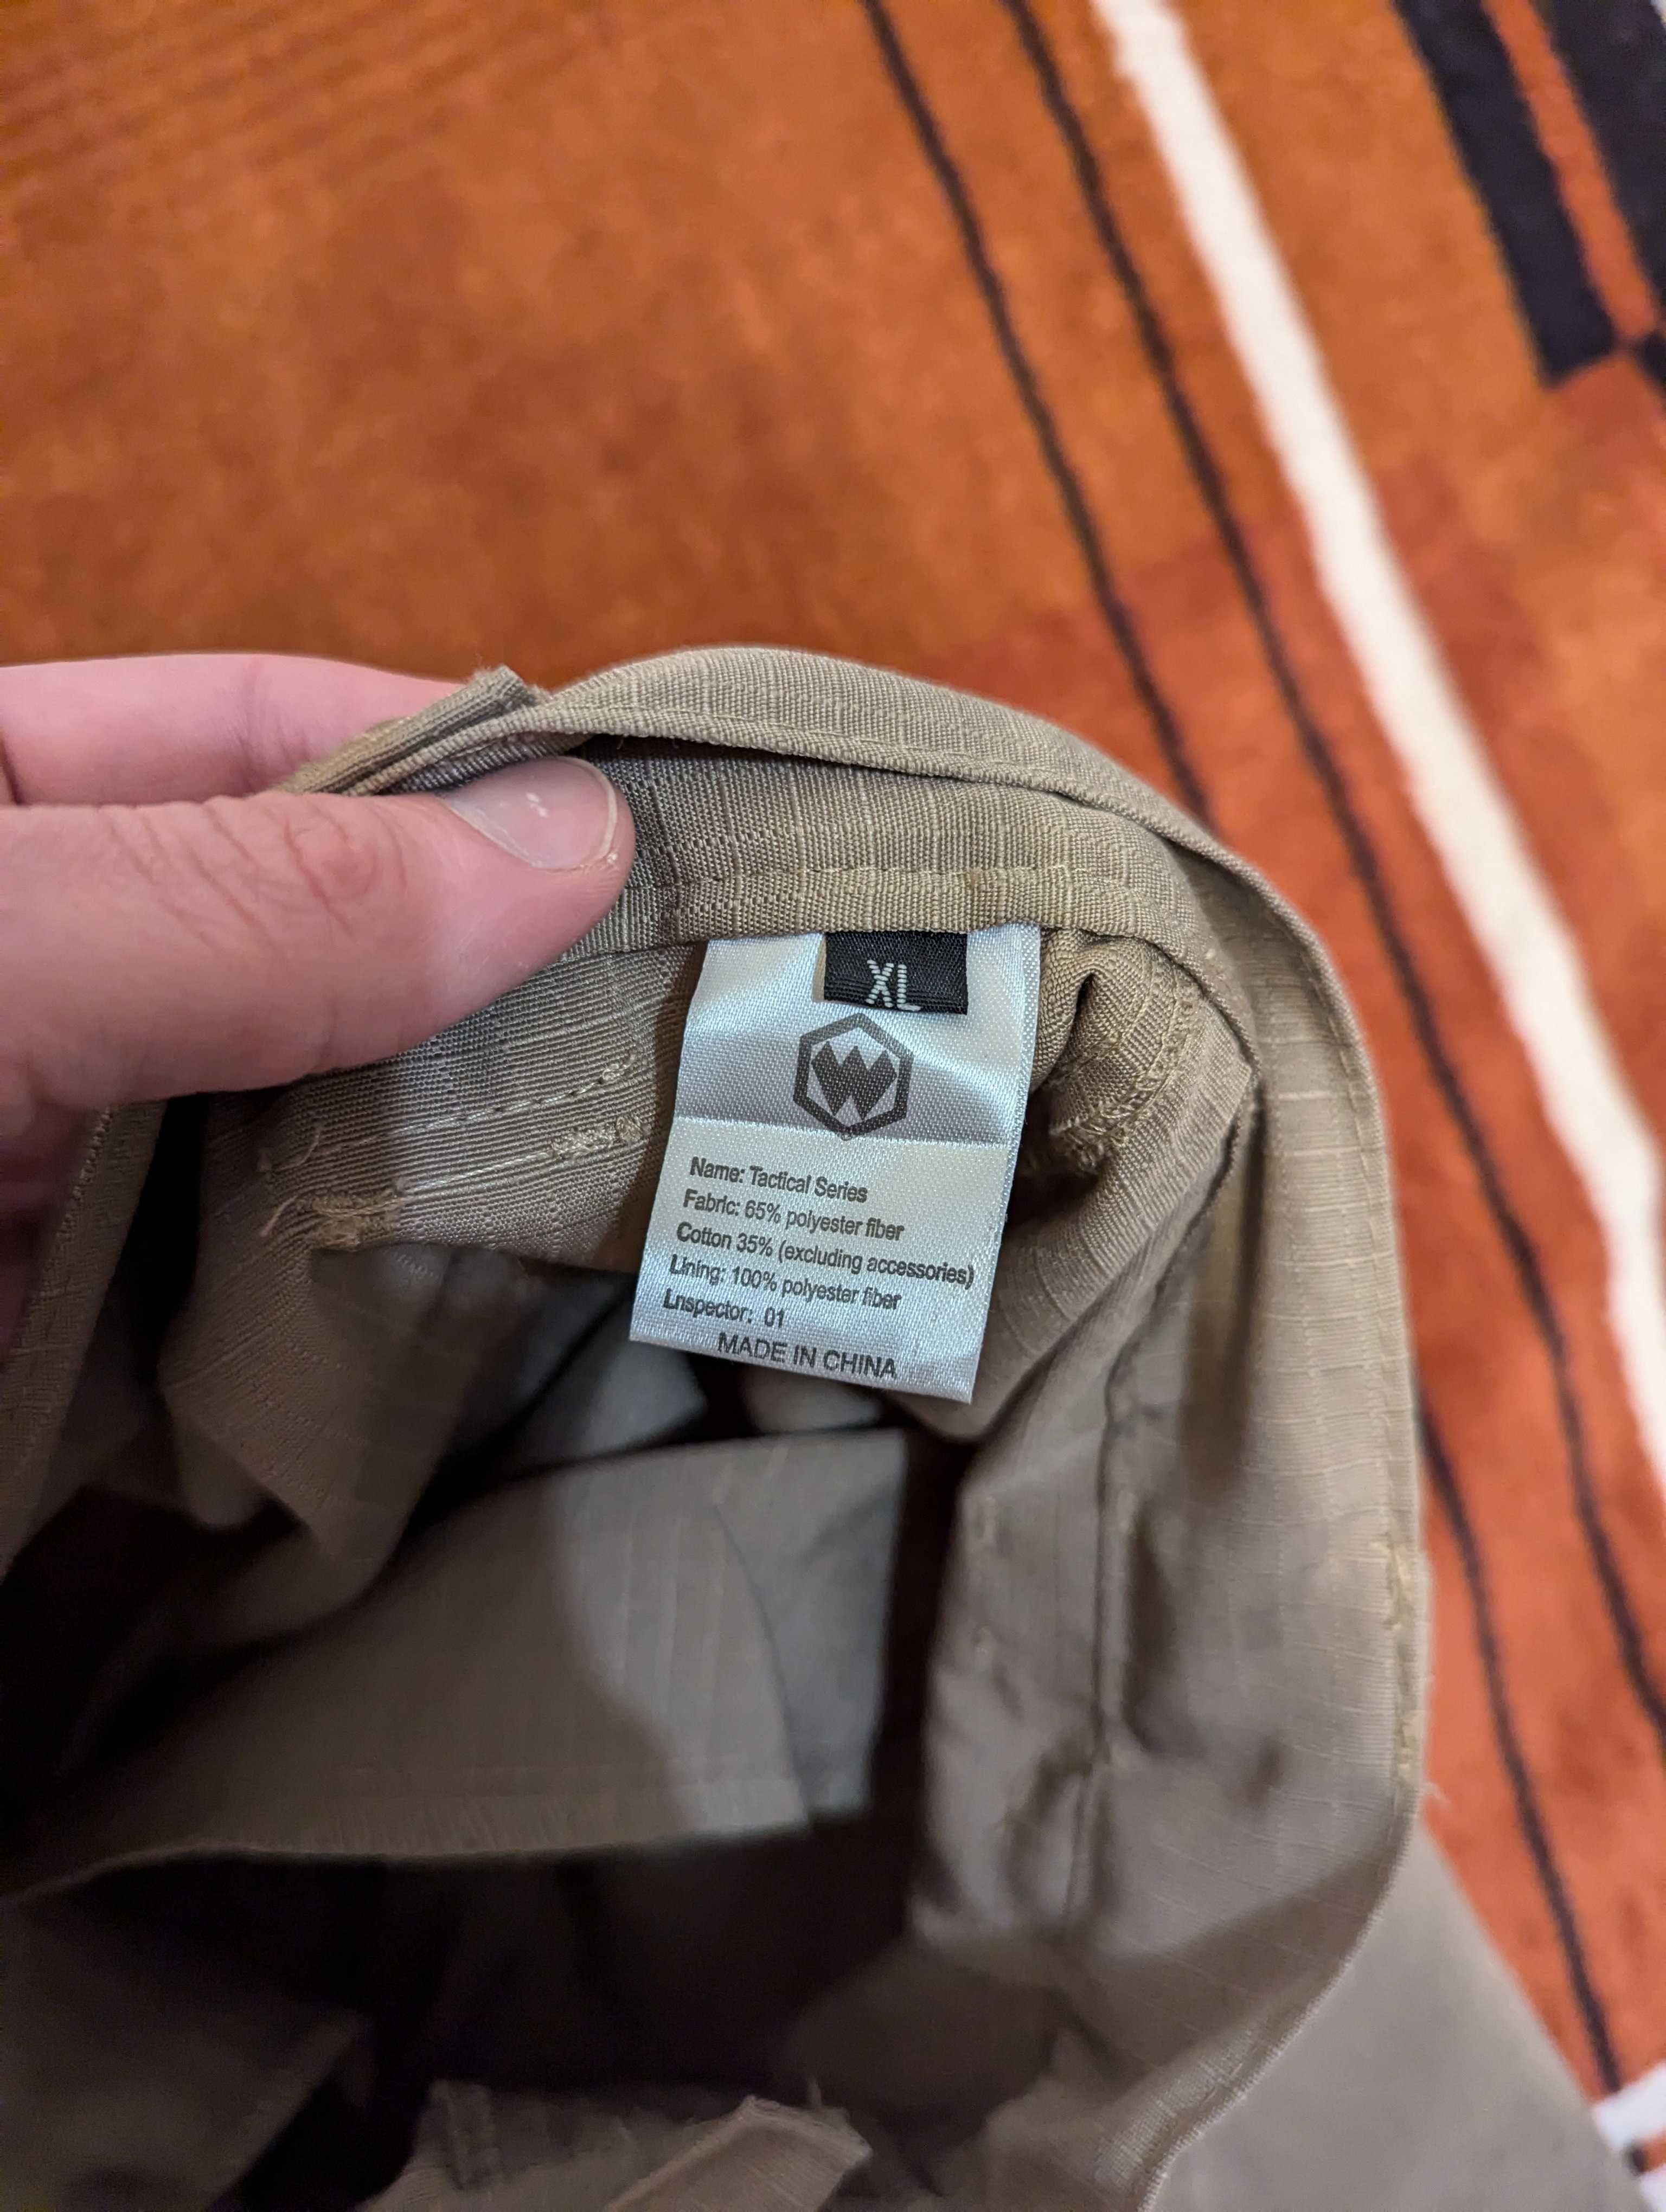 XL
W
Name: Tactical Series
Fabric: 65% polyester fiber
Cotton 35% (excluding accessories)
Lining: 100% polyester fiber
Lnspector: 01
MADE IN CHINA